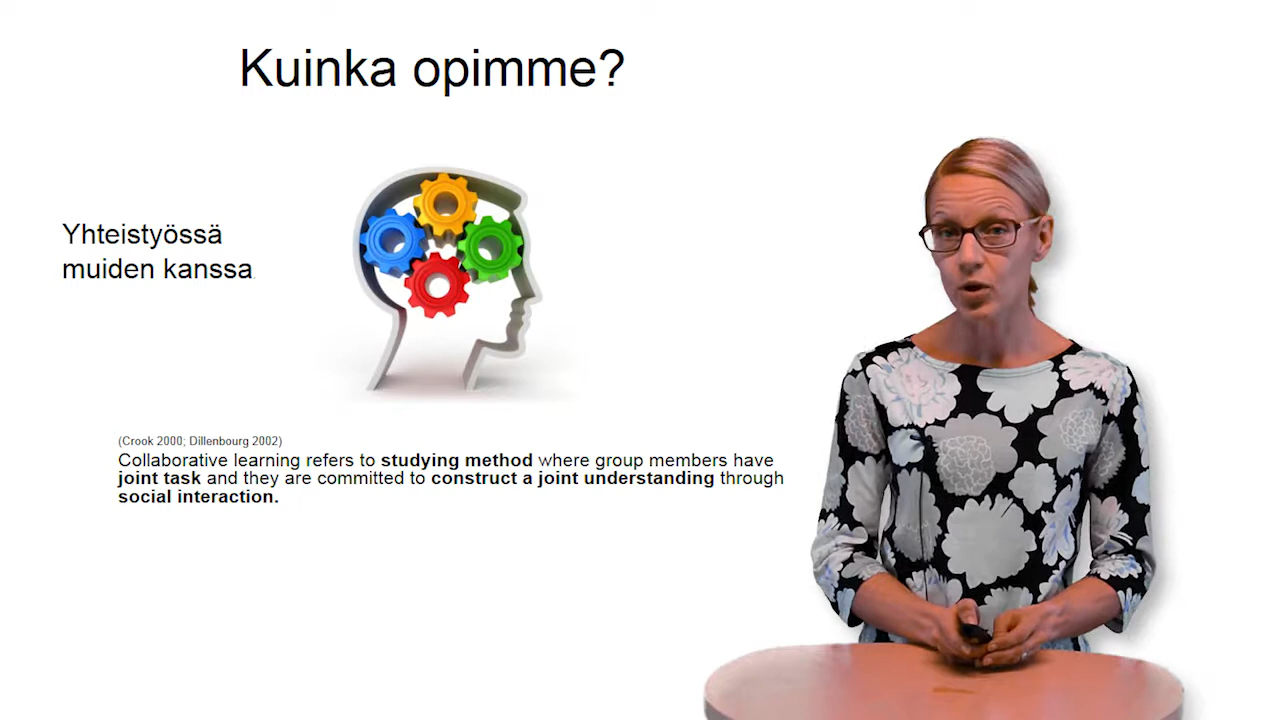 Kuinka opimme?
Yhteistyössä
muiden kanssa
(Crook 2000; Dillenbourg 2002)
Collaborative learning refers to studying method where group members have
joint task and they are committed to construct a joint understanding through
social interaction.